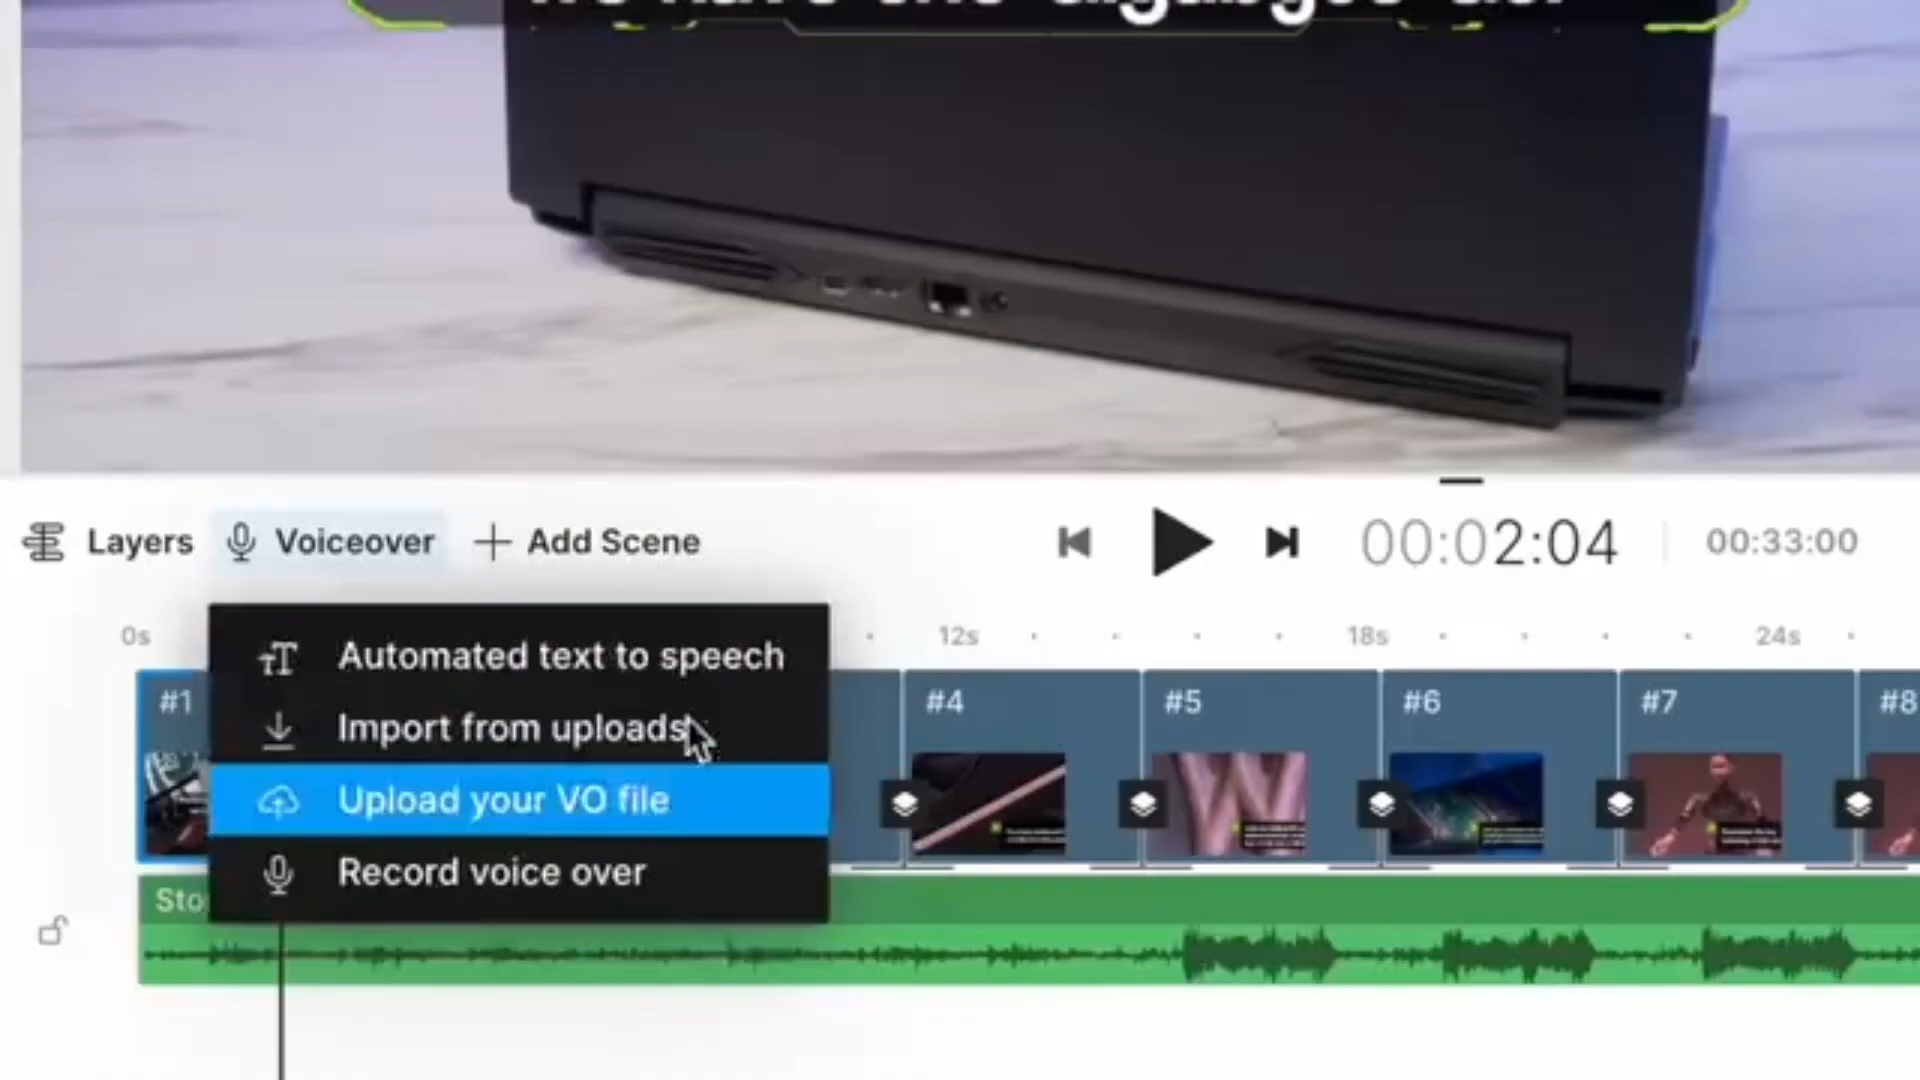 Layers
Voiceover
Add Scene
00:02:04
00:33:00
0s
12s
18s
24s
Automated text to speech
Import from uploads
Upload your VO file
Record voice over
#1
#4
#5
#6
#7
#8
W
Sto